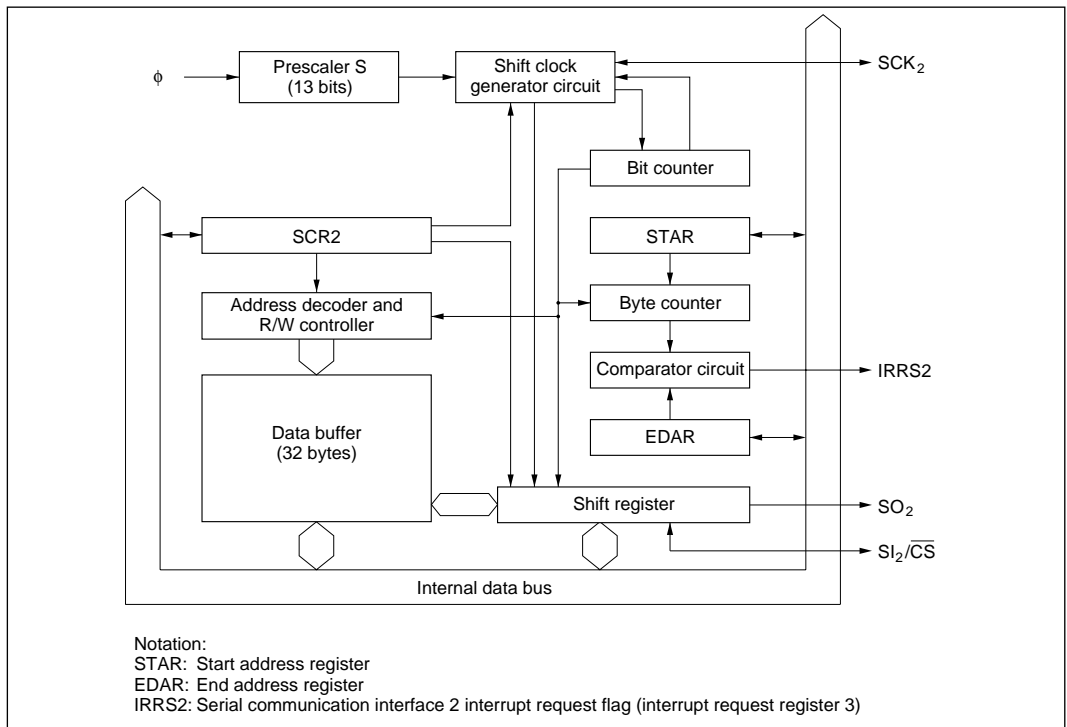 ϕ
Prescaler S
(13 bits)
Shift clock
generator circuit
SCK₂
Bit counter
SCR2
STAR
Address decoder and
R/W controller
Byte counter
Comparator circuit
IRRS2
Data buffer
(32 bytes)
EDAR
Shift register
SO₂
SI₂/C̅S̅
Internal data bus
Notation:
STAR: Start address register
EDAR: End address register
IRRS2: Serial communication interface 2 interrupt request flag (interrupt request register 3)